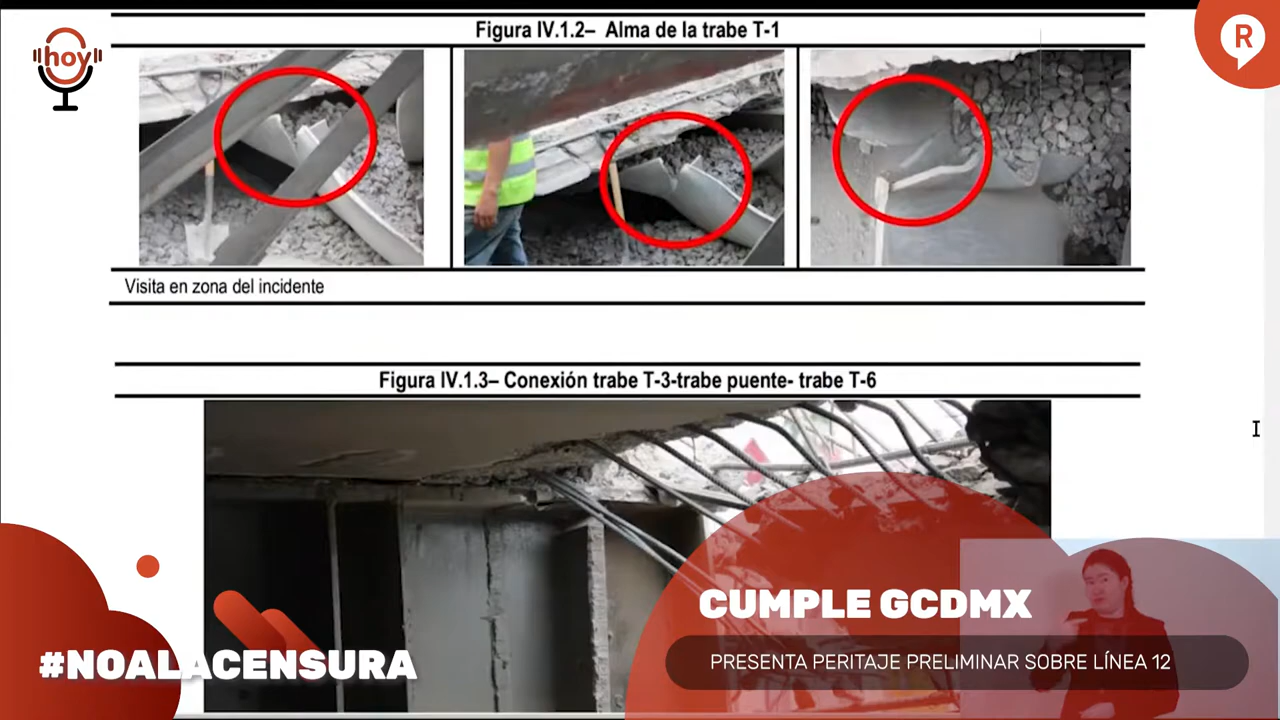 Figura IV.1.2– Alma de la trabe T-1
hoy
R
Visita en zona del incidente
Figura IV.1.3– Conexión trabe T-3-trabe puente- trabe T-6
CUMPLE GCDMX
#NOALACENSURA
PRESENTA PERITAJE PRELIMINAR SOBRE LÍNEA 12